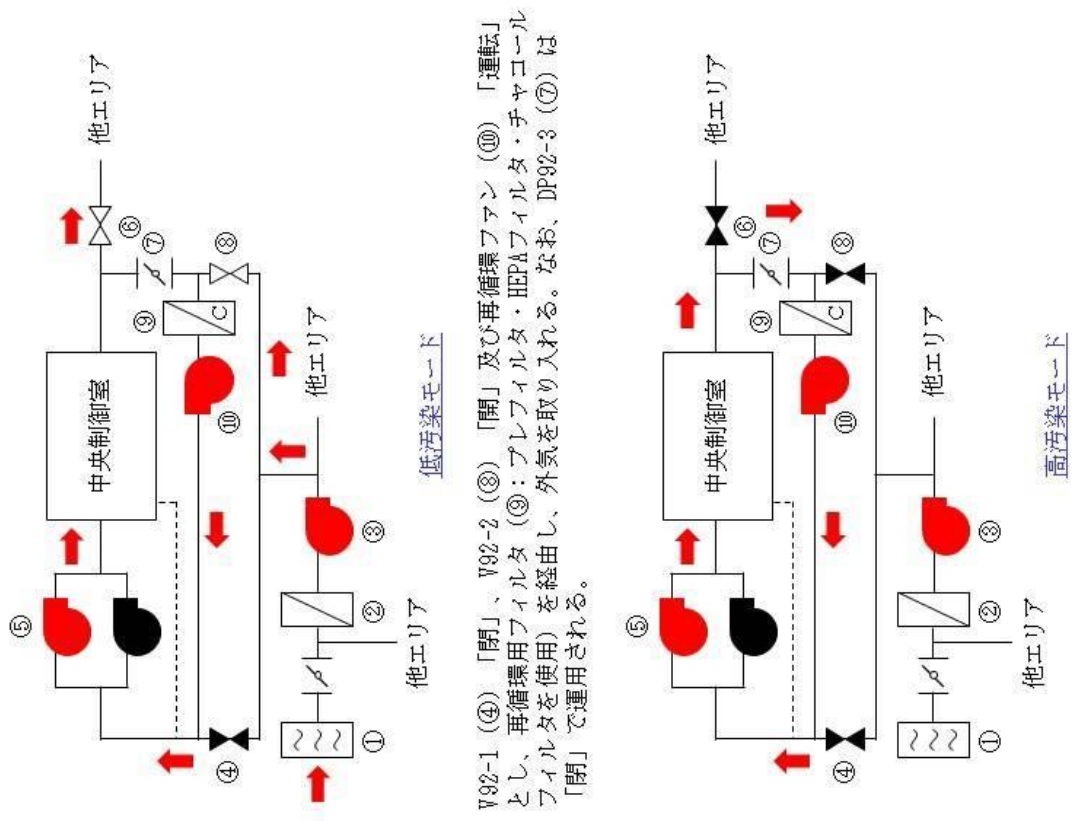 ⑤
他エリア
中央制御室
⑨
⑥
⑦
C
⑧
⑩
④
他エリア
①
②
③
他エリア
低汚染モード
V92-1 (④) 「閉」、V92-2 (⑧) 「開」及び再循環ファン (⑩) 「運転」
とし、再循環用フィルタ (⑨：プレフィルタ・HEPAフィルタ・チャコール
フィルタを使用) を経由し、外気を取り入れる。なお、DP92-3 (⑦) は
「閉」で運用される。
⑤
他エリア
中央制御室
⑨
⑥
⑦
C
⑧
⑩
④
他エリア
①
②
③
他エリア
高汚染モード